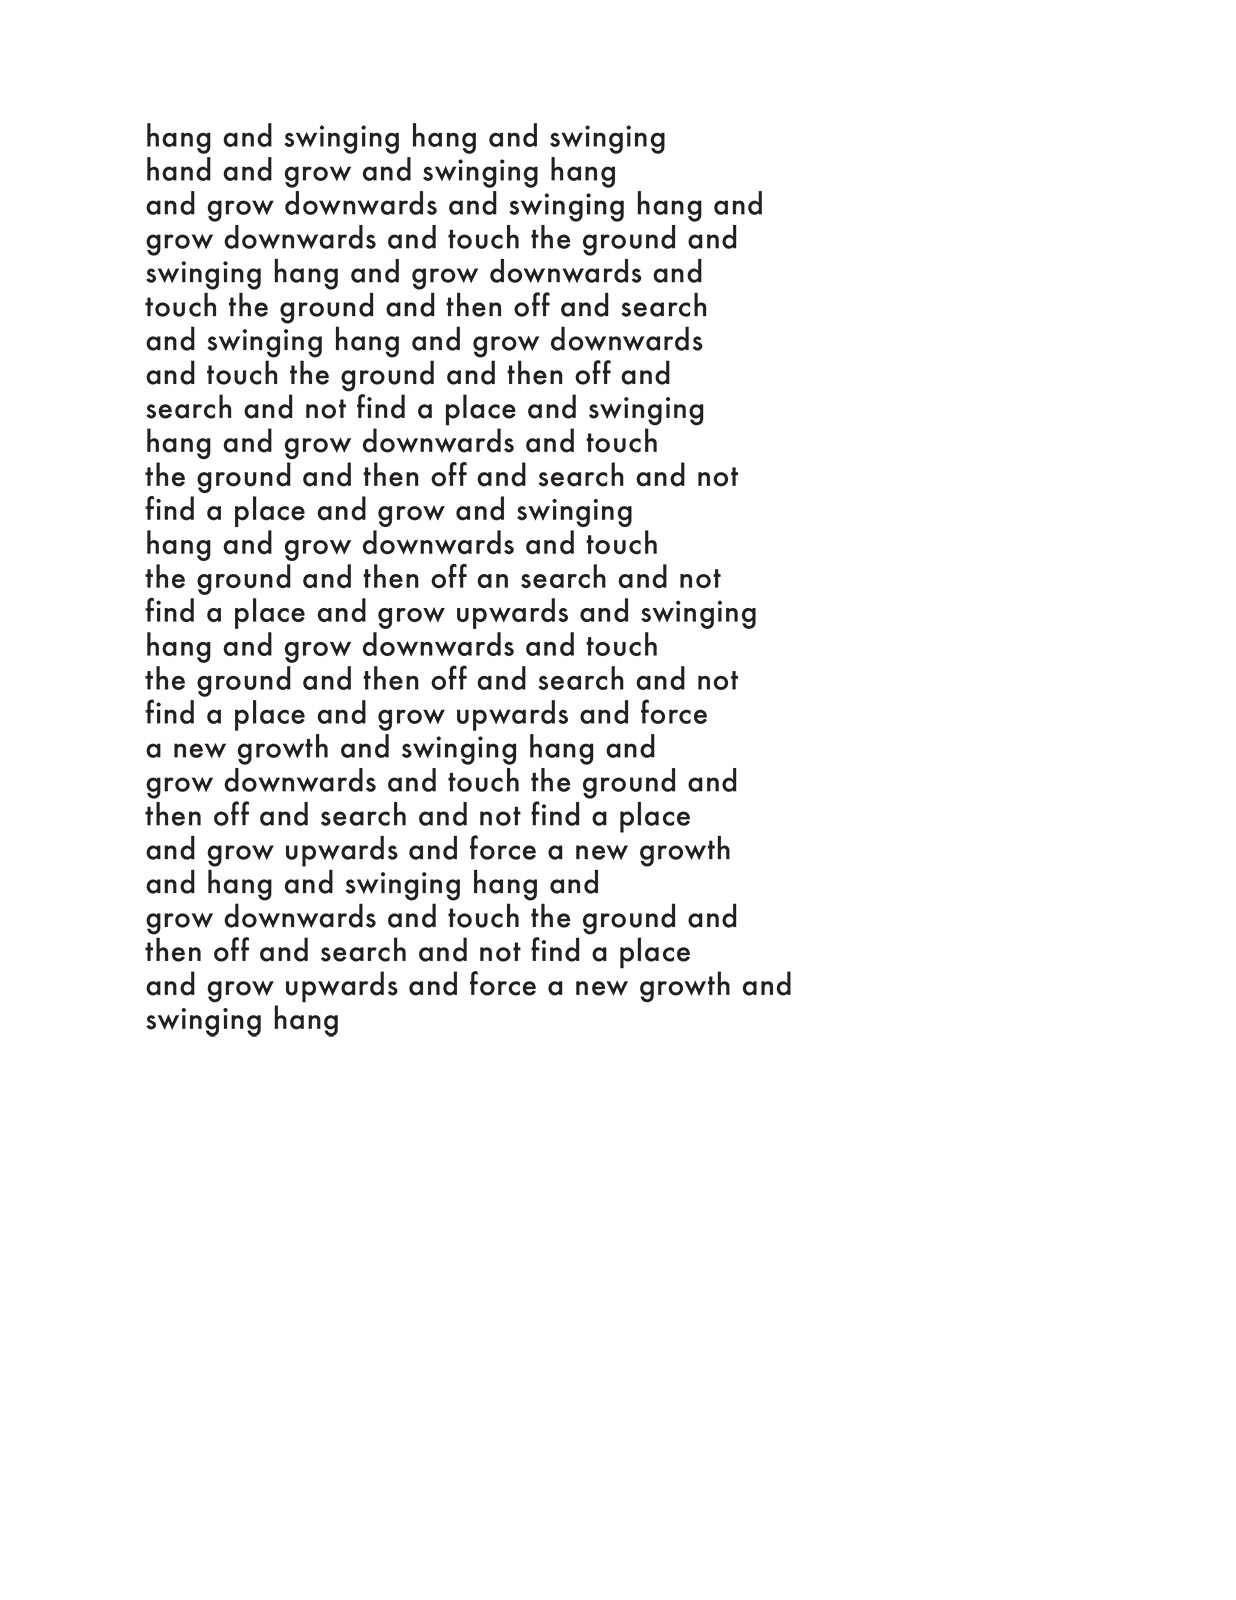 hang and swinging hang and swinging
hand and grow and swinging hang
and grow downwards and swinging hang and
grow downwards and touch the ground and
swinging hang and grow downwards and
touch the ground and then off and search
and swinging hang and grow downwards
and touch the ground and then off and
search and not find a place and swinging
hang and grow downwards and touch
the ground and then off and search and not
find a place and grow and swinging
hang and grow downwards and touch
the ground and then off an search and not
find a place and grow upwards and swinging
hang and grow downwards and touch
the ground and then off and search and not
find a place and grow upwards and force
a new growth and swinging hang and
grow downwards and touch the ground and
then off and search and not find a place
and grow upwards and force a new growth
and hang and swinging hang and
grow downwards and touch the ground and
then off and search and not find a place
and grow upwards and force a new growth and
swinging hang